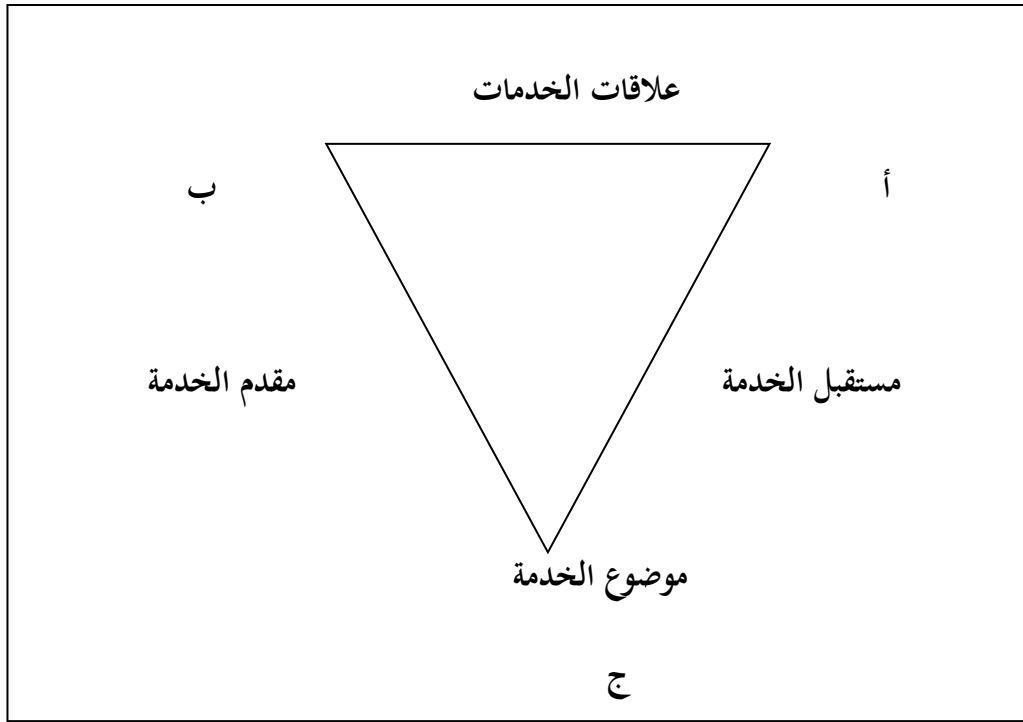 علاقات الخدمات
أ
ب
مستقبل الخدمة
مقدم الخدمة
موضوع الخدمة
ج